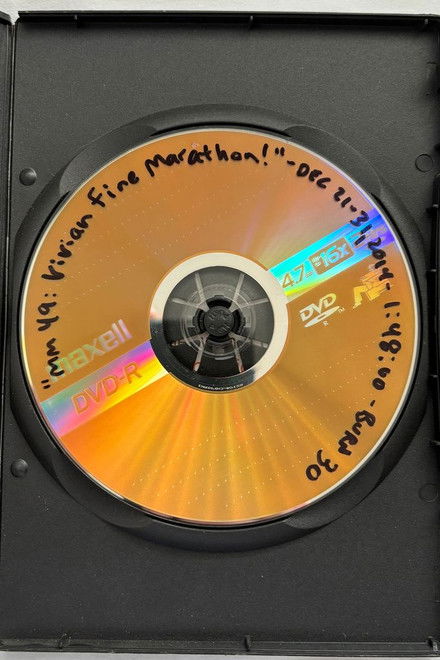 "MM 49: Vivian Fine Marathon!" - DEC 21-31, 2014 - 1:48:00 - BURN 30
maxell
DVD-R
4.7
16x
DVD
R